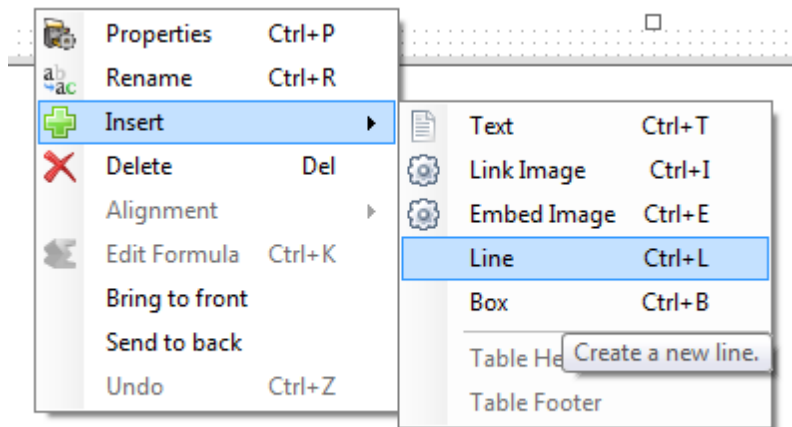 Properties Ctrl+P
ab
ac
Rename Ctrl+R
Insert
Delete Del
Alignment
Edit Formula Ctrl+K
Bring to front
Send to back
Undo Ctrl+Z
Text Ctrl+T
Link Image Ctrl+I
Embed Image Ctrl+E
Line Ctrl+L
Box Ctrl+B
Table He
Create a new line.
Table Footer